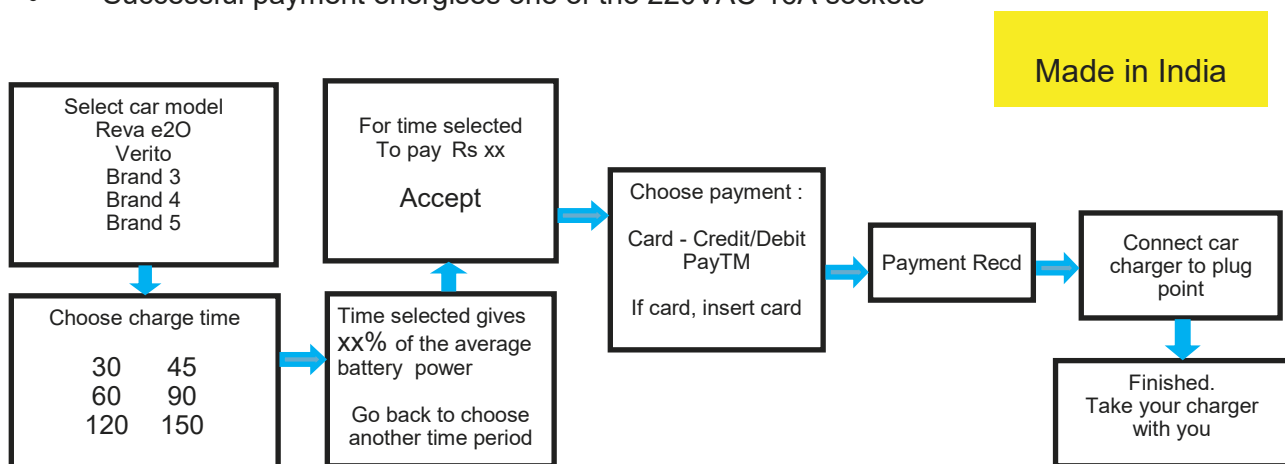 Made in India
Select car model
Reva e2O
Verito
Brand 3
Brand 4
Brand 5
Choose charge time
30 45
60 90
120 150
Time selected gives
xx% of the average
battery power
Go back to choose
another time period
For time selected
To pay Rs xx
Accept
Choose payment :
Card - Credit/Debit
PayTM
If card, insert card
Payment Recd
Connect car
charger to plug
point
Finished.
Take your charger
with you